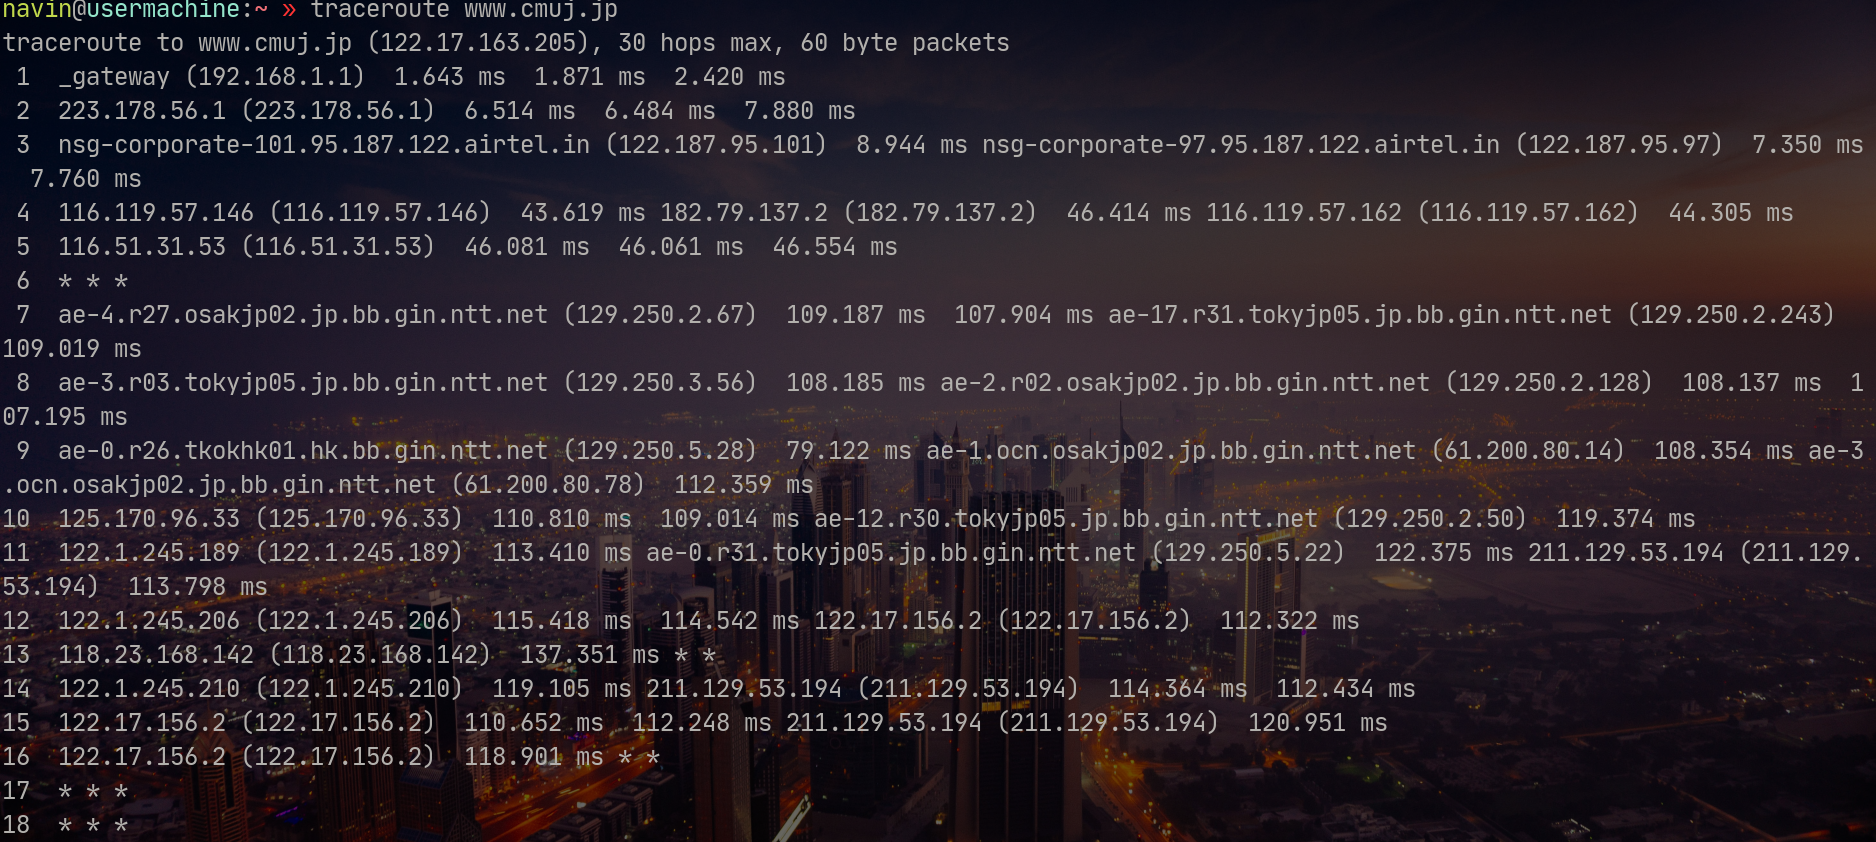 navin@usermachine:~ » traceroute www.cmuj.jp
traceroute to www.cmuj.jp (122.17.163.205), 30 hops max, 60 byte packets
 1  _gateway (192.168.1.1)  1.643 ms  1.871 ms  2.420 ms
 2  223.178.56.1 (223.178.56.1)  6.514 ms  6.484 ms  7.880 ms
 3  nsg-corporate-101.95.187.122.airtel.in (122.187.95.101)  8.944 ms nsg-corporate-97.95.187.122.airtel.in (122.187.95.97)  7.350 ms
  7.760 ms
 4  116.119.57.146 (116.119.57.146)  43.619 ms 182.79.137.2 (182.79.137.2)  46.414 ms 116.119.57.162 (116.119.57.162)  44.305 ms
 5  116.51.31.53 (116.51.31.53)  46.081 ms  46.061 ms  46.554 ms
 6  * * *
 7  ae-4.r27.osakjp02.jp.bb.gin.ntt.net (129.250.2.67)  109.187 ms  107.904 ms ae-17.r31.tokyjp05.jp.bb.gin.ntt.net (129.250.2.243)
109.019 ms
 8  ae-3.r03.tokyjp05.jp.bb.gin.ntt.net (129.250.3.56)  108.185 ms ae-2.r02.osakjp02.jp.bb.gin.ntt.net (129.250.2.128)  108.137 ms  1
07.195 ms
 9  ae-0.r26.tkokhk01.hk.bb.gin.ntt.net (129.250.5.28)  79.122 ms ae-1.ocn.osakjp02.jp.bb.gin.ntt.net (61.200.80.14)  108.354 ms ae-3
.ocn.osakjp02.jp.bb.gin.ntt.net (61.200.80.78)  112.359 ms
10  125.170.96.33 (125.170.96.33)  110.810 ms  109.014 ms ae-12.r30.tokyjp05.jp.bb.gin.ntt.net (129.250.2.50)  119.374 ms
11  122.1.245.189 (122.1.245.189)  113.410 ms ae-0.r31.tokyjp05.jp.bb.gin.ntt.net (129.250.5.22)  122.375 ms 211.129.53.194 (211.129.
53.194)  113.798 ms
12  122.1.245.206 (122.1.245.206)  115.418 ms  114.542 ms 122.17.156.2 (122.17.156.2)  112.322 ms
13  118.23.168.142 (118.23.168.142)  137.351 ms * *
14  122.1.245.210 (122.1.245.210)  119.105 ms 211.129.53.194 (211.129.53.194)  114.364 ms  112.434 ms
15  122.17.156.2 (122.17.156.2)  110.652 ms  112.248 ms 211.129.53.194 (211.129.53.194)  120.951 ms
16  122.17.156.2 (122.17.156.2)  118.901 ms * *
17  * * *
18  * * *